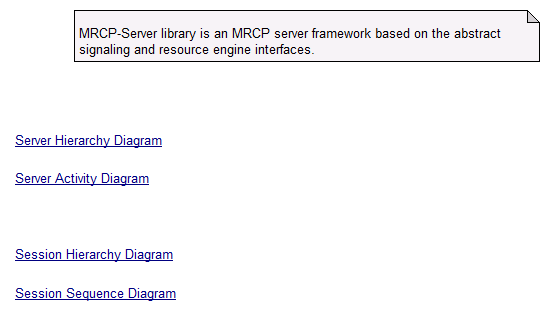 MRCP-Server library is an MRCP server framework based on the abstract
signaling and resource engine interfaces.
Server Hierarchy Diagram
Server Activity Diagram
Session Hierarchy Diagram
Session Sequence Diagram